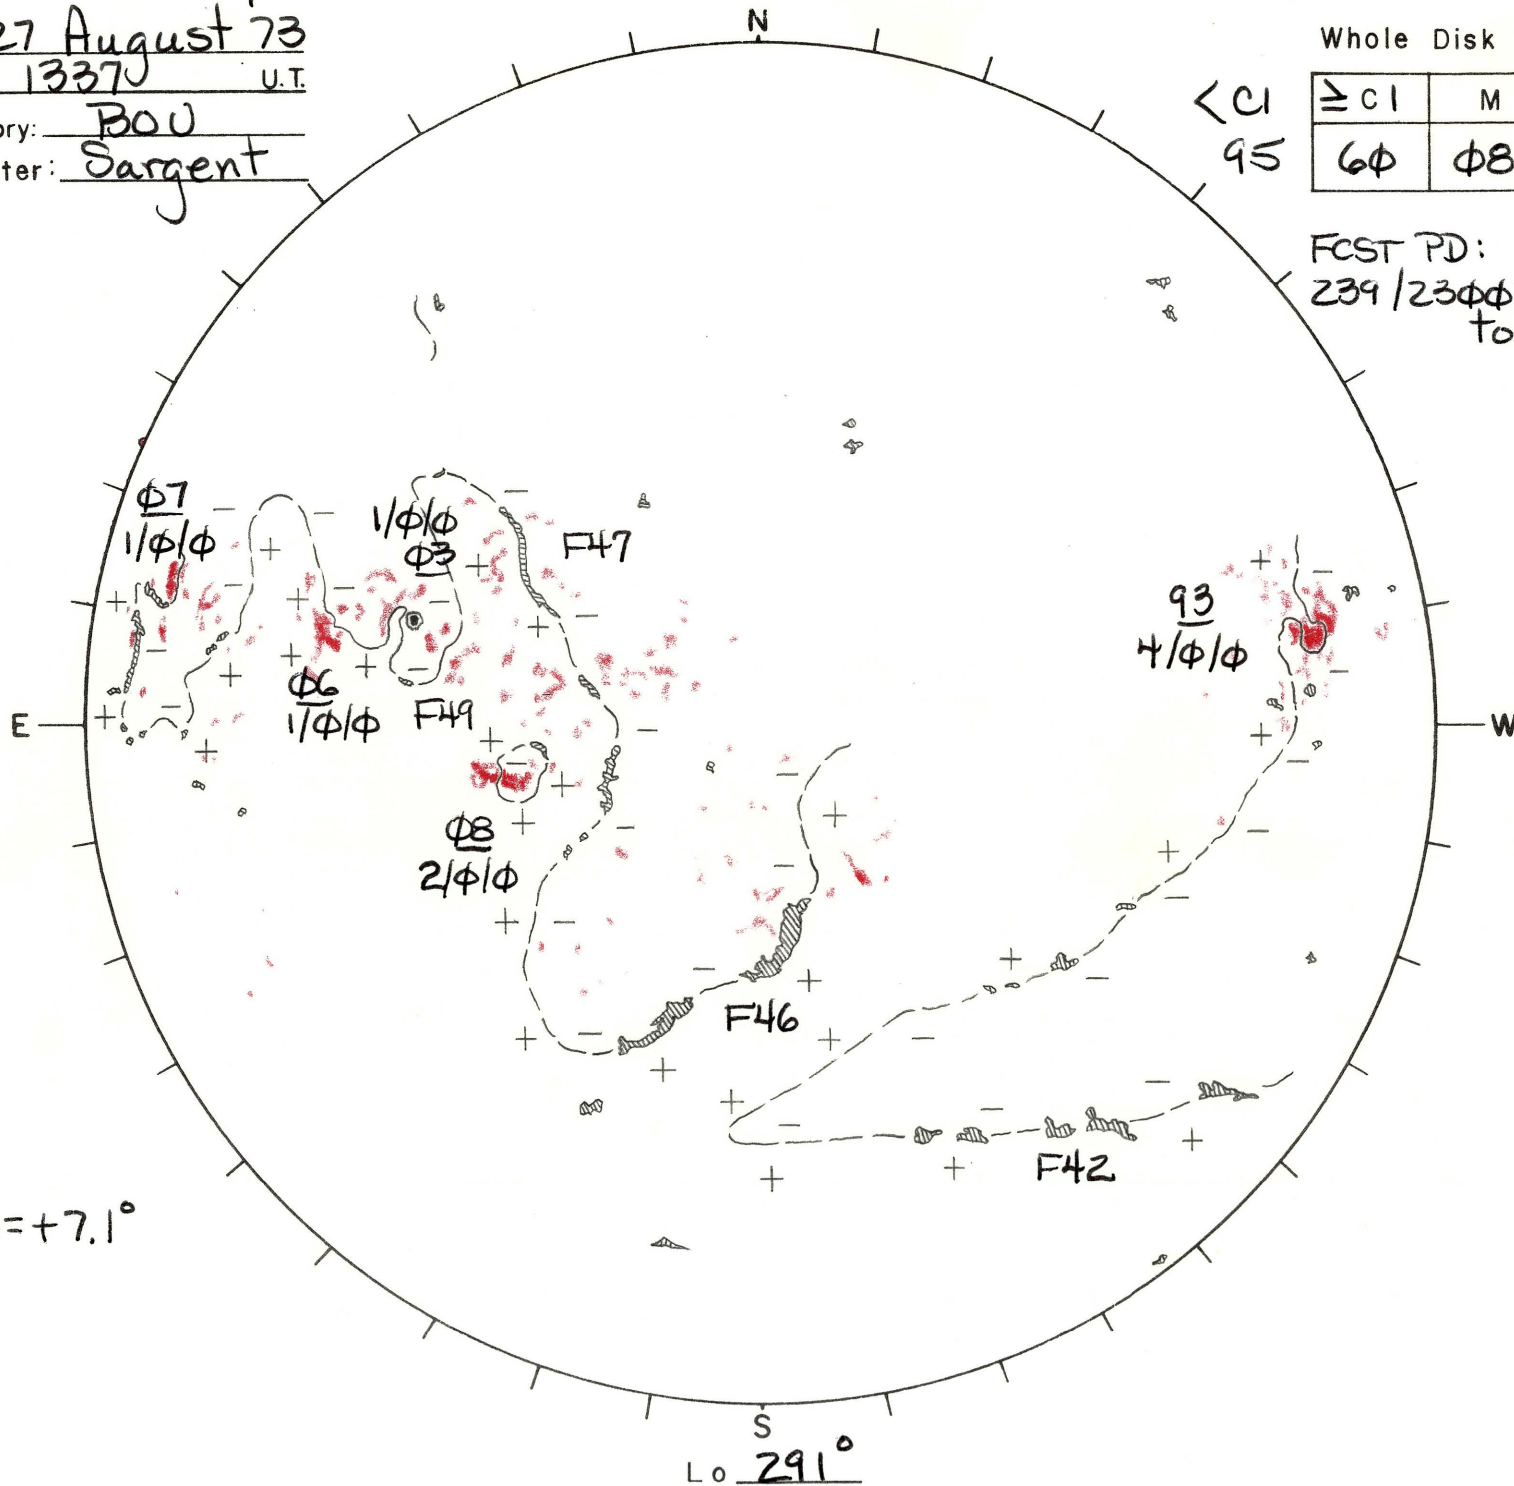 27 August '73
1337 U.T.
ory: BOU
ter: Sargent
N
Whole Disk
<C1 ≥C1 M
95 6φ φ8
FCST PD:
239/23φφ
to
φ7
1/φ/φ
1/φ/φ
φ3
F47
93
4/φ/φ
φ6
1/φ/φ
F49
E
W
φ8
2/φ/φ
F46
F42
=+7.1°
S
Lo 291°